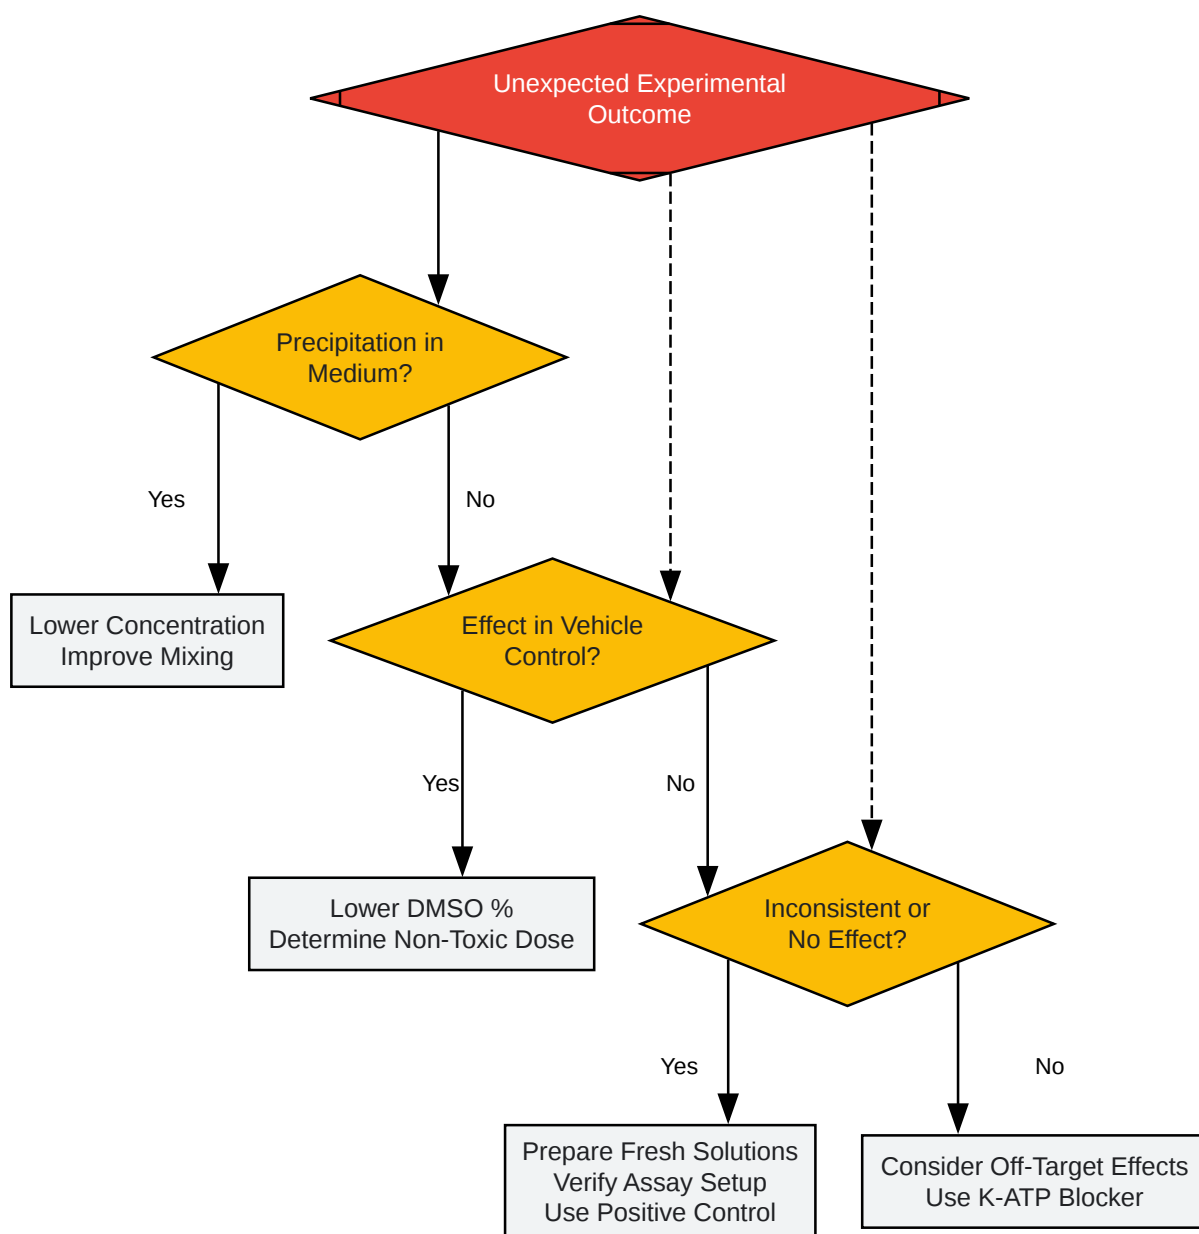 Unexpected Experimental
Outcome
Precipitation in
Medium?
Yes
No
Lower Concentration
Improve Mixing
Effect in Vehicle
Control?
Yes
No
Lower DMSO %
Determine Non-Toxic Dose
Inconsistent or
No Effect?
Yes
No
Prepare Fresh Solutions
Verify Assay Setup
Use Positive Control
Consider Off-Target Effects
Use K-ATP Blocker